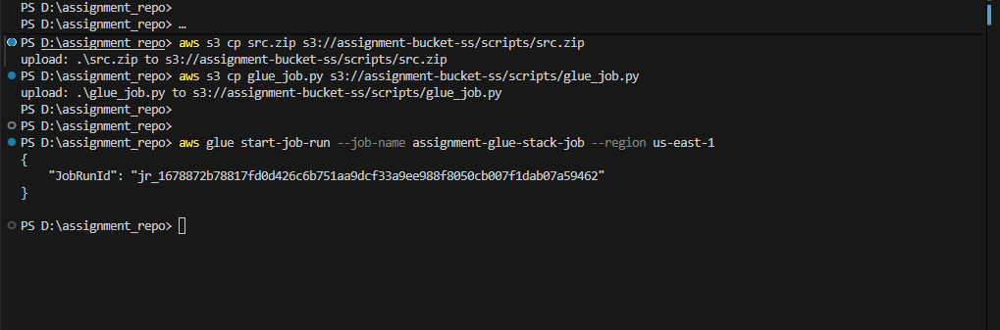 PS D:\assignment_repo>
PS D:\assignment_repo> …
PS D:\assignment_repo> aws s3 cp src.zip s3://assignment-bucket-ss/scripts/src.zip
upload: .\src.zip to s3://assignment-bucket-ss/scripts/src.zip
PS D:\assignment_repo> aws s3 cp glue_job.py s3://assignment-bucket-ss/scripts/glue_job.py
upload: .\glue_job.py to s3://assignment-bucket-ss/scripts/glue_job.py
PS D:\assignment_repo>
PS D:\assignment_repo>
PS D:\assignment_repo> aws glue start-job-run --job-name assignment-glue-stack-job --region us-east-1
{
    "JobRunId": "jr_1678872b78817fd0d426c6b751aa9dcf33a9ee988f8050cb007f1dab07a59462"
}
PS D:\assignment_repo>